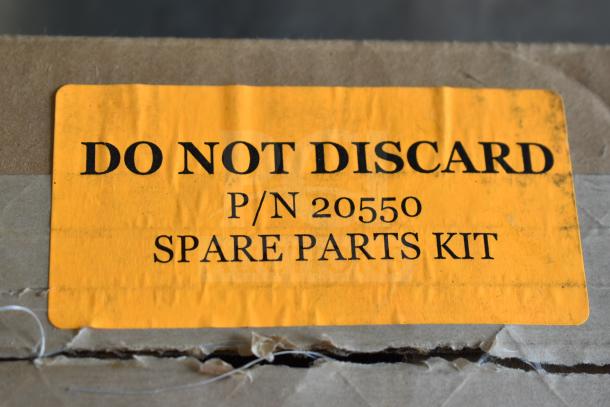 DO NOT DISCARD
P/N 20550
SPARE PARTS KIT